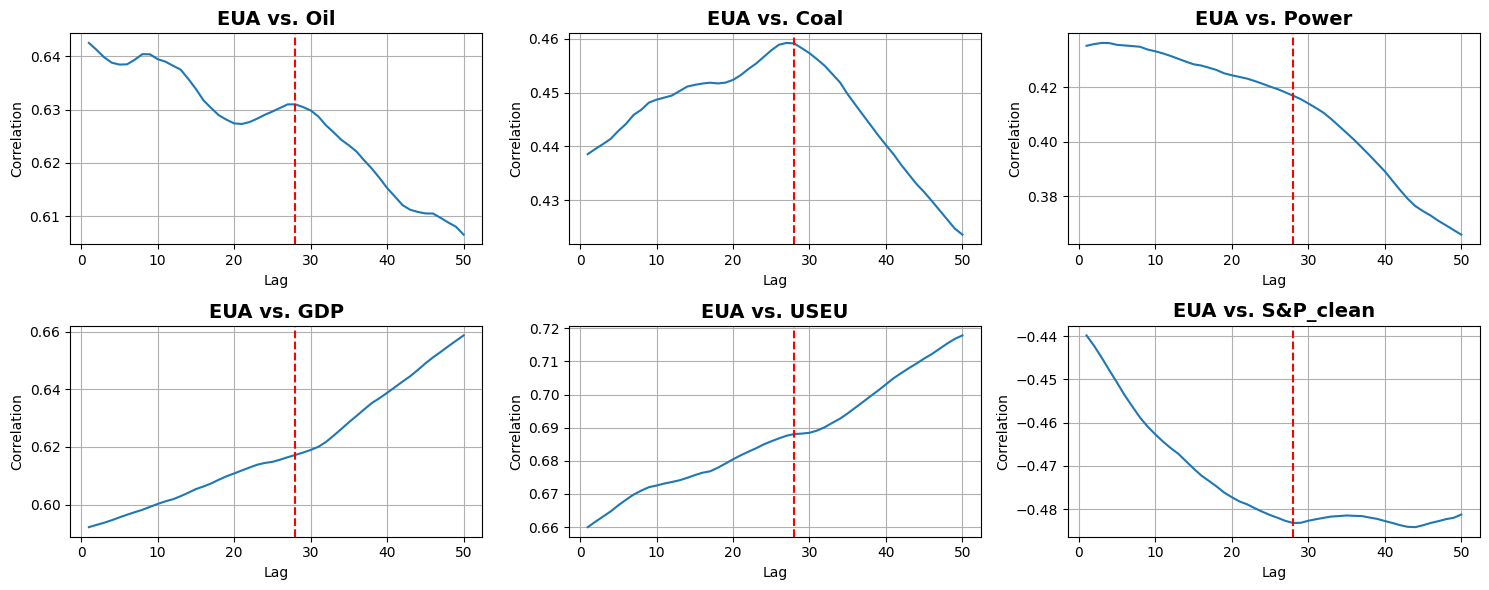 EUA vs. Oil
Correlation
0.64
0.63
0.62
0.61
0 10 20 30 40 50
Lag
EUA vs. Coal
Correlation
0.46
0.45
0.44
0.43
0 10 20 30 40 50
Lag
EUA vs. Power
Correlation
0.42
0.40
0.38
0 10 20 30 40 50
Lag
EUA vs. GDP
Correlation
0.66
0.64
0.62
0.60
0 10 20 30 40 50
Lag
EUA vs. USEU
Correlation
0.72
0.71
0.70
0.69
0.68
0.67
0.66
0 10 20 30 40 50
Lag
EUA vs. S&P_clean
Correlation
−0.44
−0.45
−0.46
−0.47
−0.48
0 10 20 30 40 50
Lag